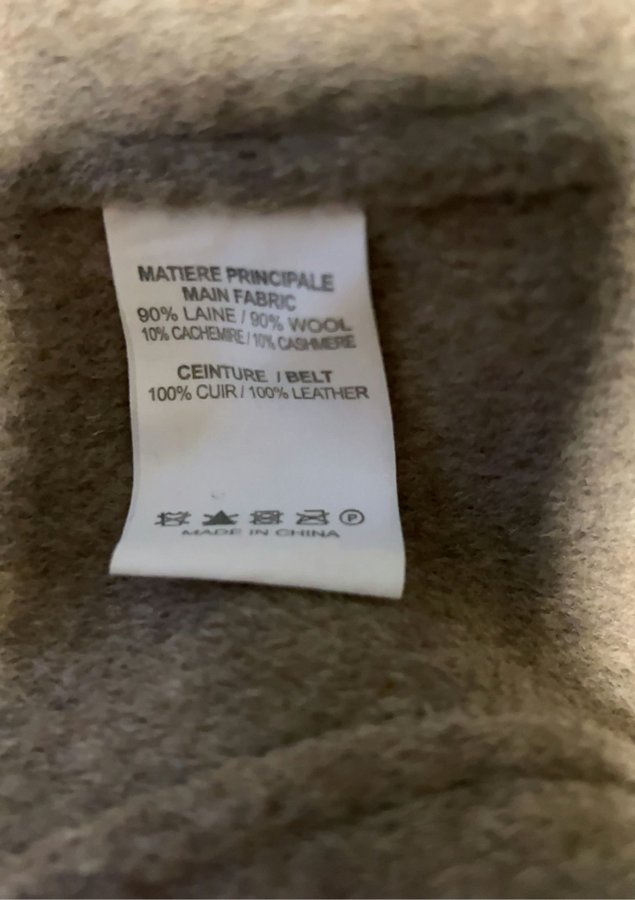 MATIERE PRINCIPALE
MAIN FABRIC
90% LAINE / 90% WOOL
10% CACHEMIRE / 10% CASHMERE
CEINTURE / BELT
100% CUIR / 100% LEATHER
P
MADE IN CHINA